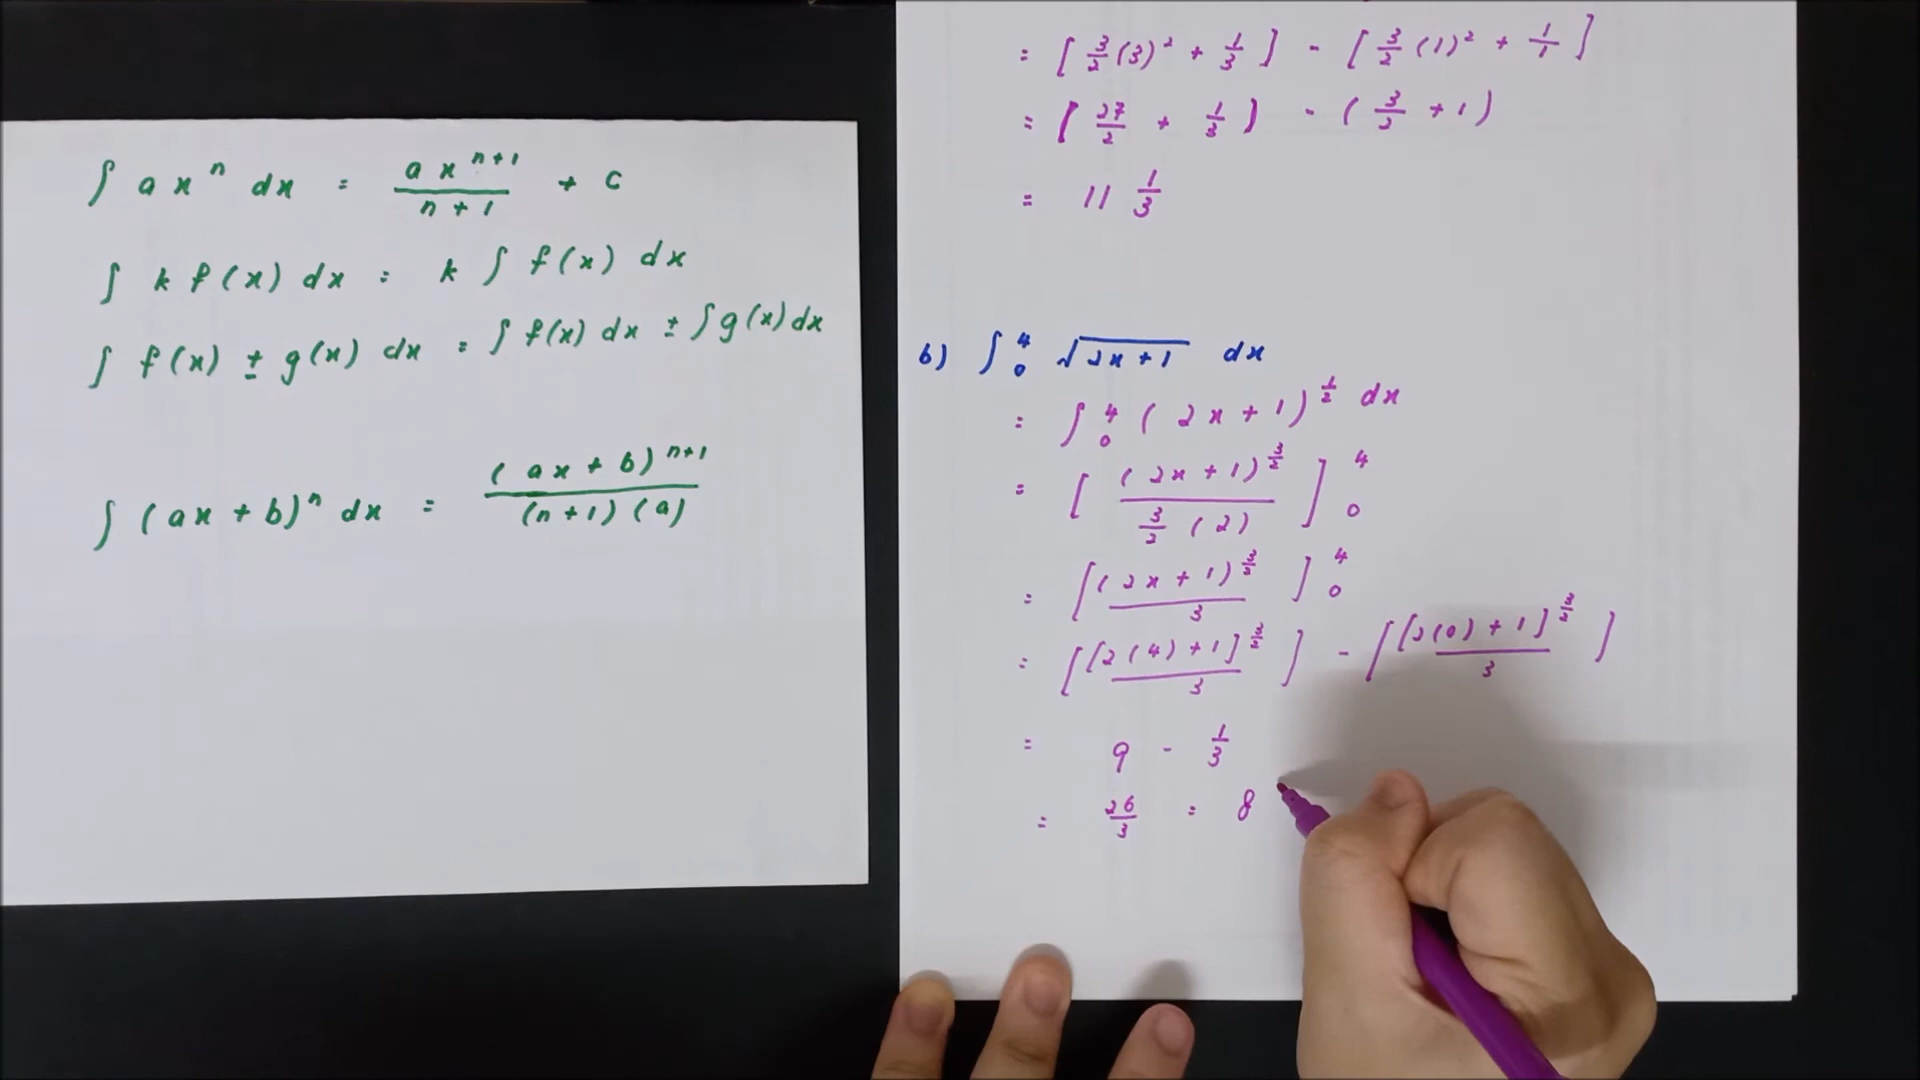 ∫ a xⁿ dx = a xⁿ⁺¹ / n + 1 + c
∫ k f(x) dx = k ∫ f(x) dx
∫ f(x) ± g(x) dx = ∫ f(x) dx ± ∫ g(x) dx
∫ (ax + b)ⁿ dx = (ax + b)ⁿ⁺¹ / (n + 1) (a)
= [ 3/2 (3)² + 1/3 ] - [ 3/2 (1)² + 1/1 ]
= [ 27/2 + 1/3 ] - ( 3/2 + 1 )
= 11 1/3
b) ∫₀⁴ √(2x + 1) dx
= ∫₀⁴ (2x + 1)^(1/2) dx
= [ (2x + 1)^(3/2) / 3/2 (2) ]₀⁴
= [ (2x + 1)^(3/2) / 3 ]₀⁴
= [ [2(4) + 1]^(3/2) / 3 ] - [ [2(0) + 1]^(3/2) / 3 ]
= 9 - 1/3
= 26/3 = 8